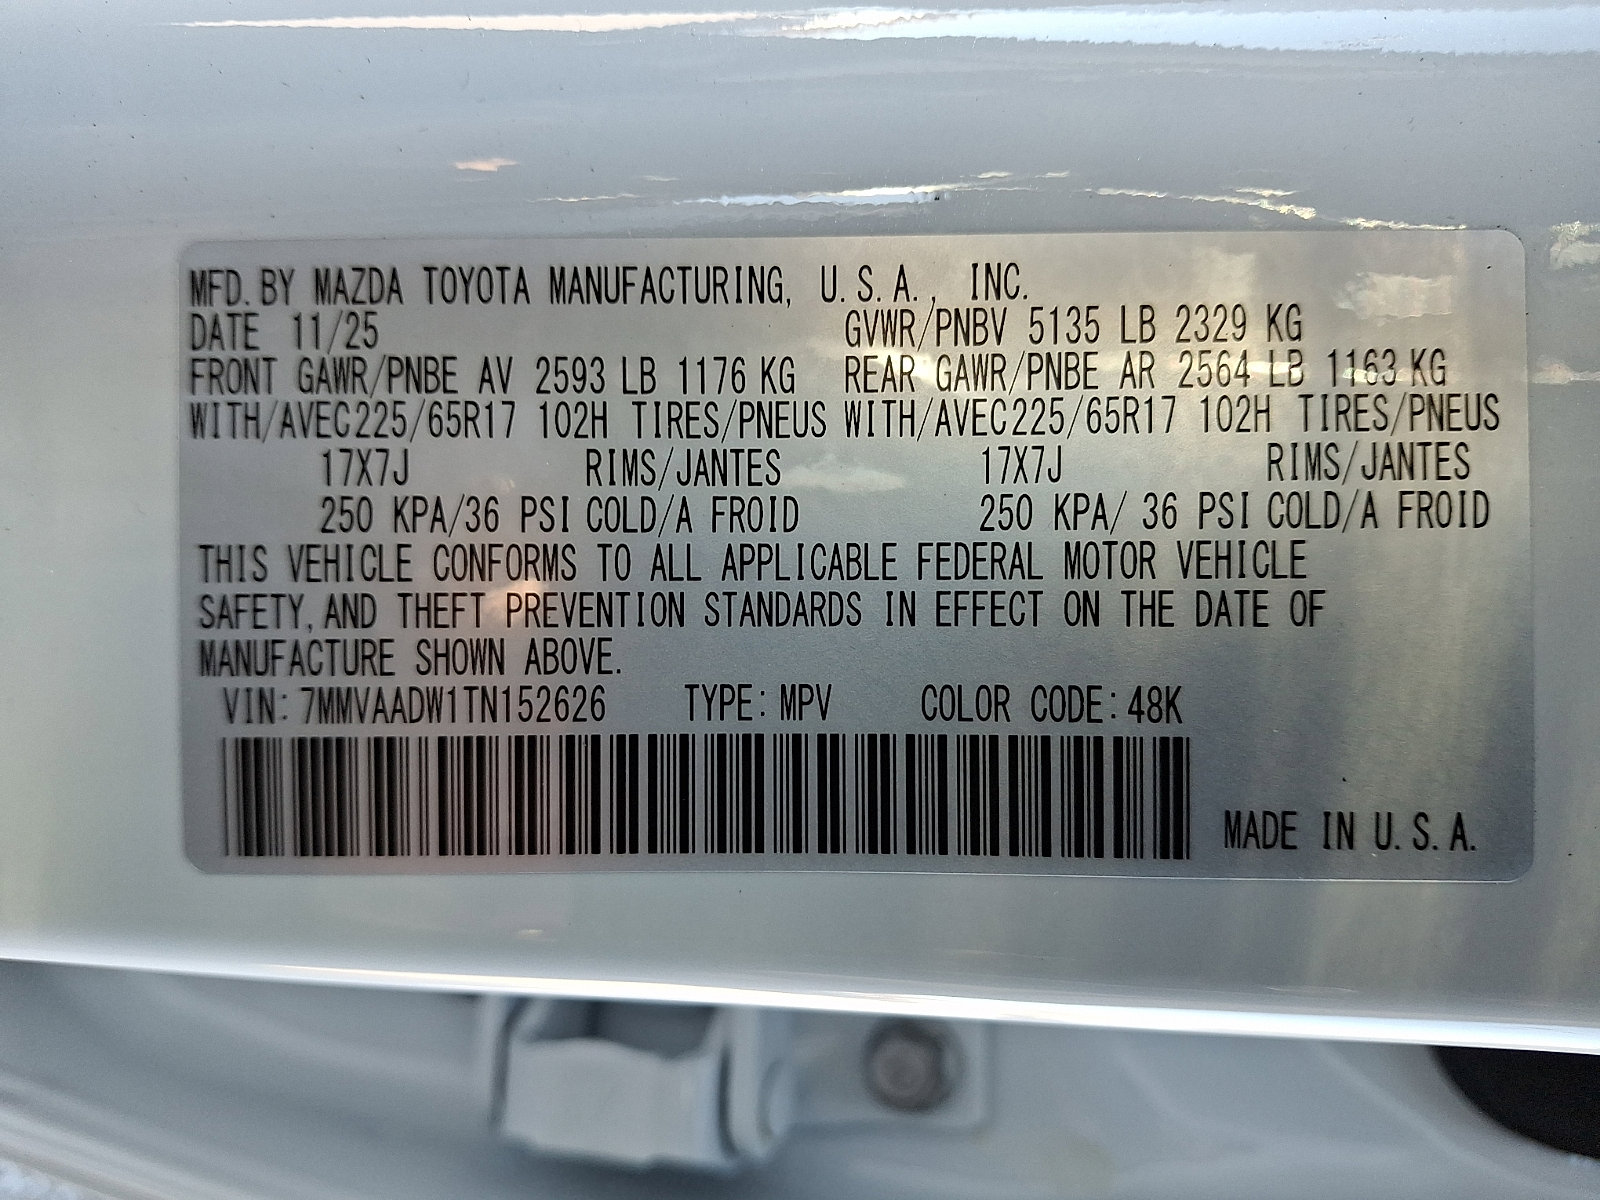 MFD. BY MAZDA TOYOTA MANUFACTURING, U.S.A., INC.
DATE 11/25 GVWR/PNBV 5135 LB 2329 KG
FRONT GAWR/PNBE AV 2593 LB 1176 KG REAR GAWR/PNBE AR 2564 LB 1163 KG
WITH/AVEC 225/65R17 102H TIRES/PNEUS WITH/AVEC 225/65R17 102H TIRES/PNEUS
17X7J RIMS/JANTES 17X7J RIMS/JANTES
250 KPA/36 PSI COLD/A FROID 250 KPA/ 36 PSI COLD/A FROID
THIS VEHICLE CONFORMS TO ALL APPLICABLE FEDERAL MOTOR VEHICLE
SAFETY, AND THEFT PREVENTION STANDARDS IN EFFECT ON THE DATE OF
MANUFACTURE SHOWN ABOVE.
VIN: 7MMVAADW1TN152626 TYPE: MPV COLOR CODE: 48K
MADE IN U.S.A.